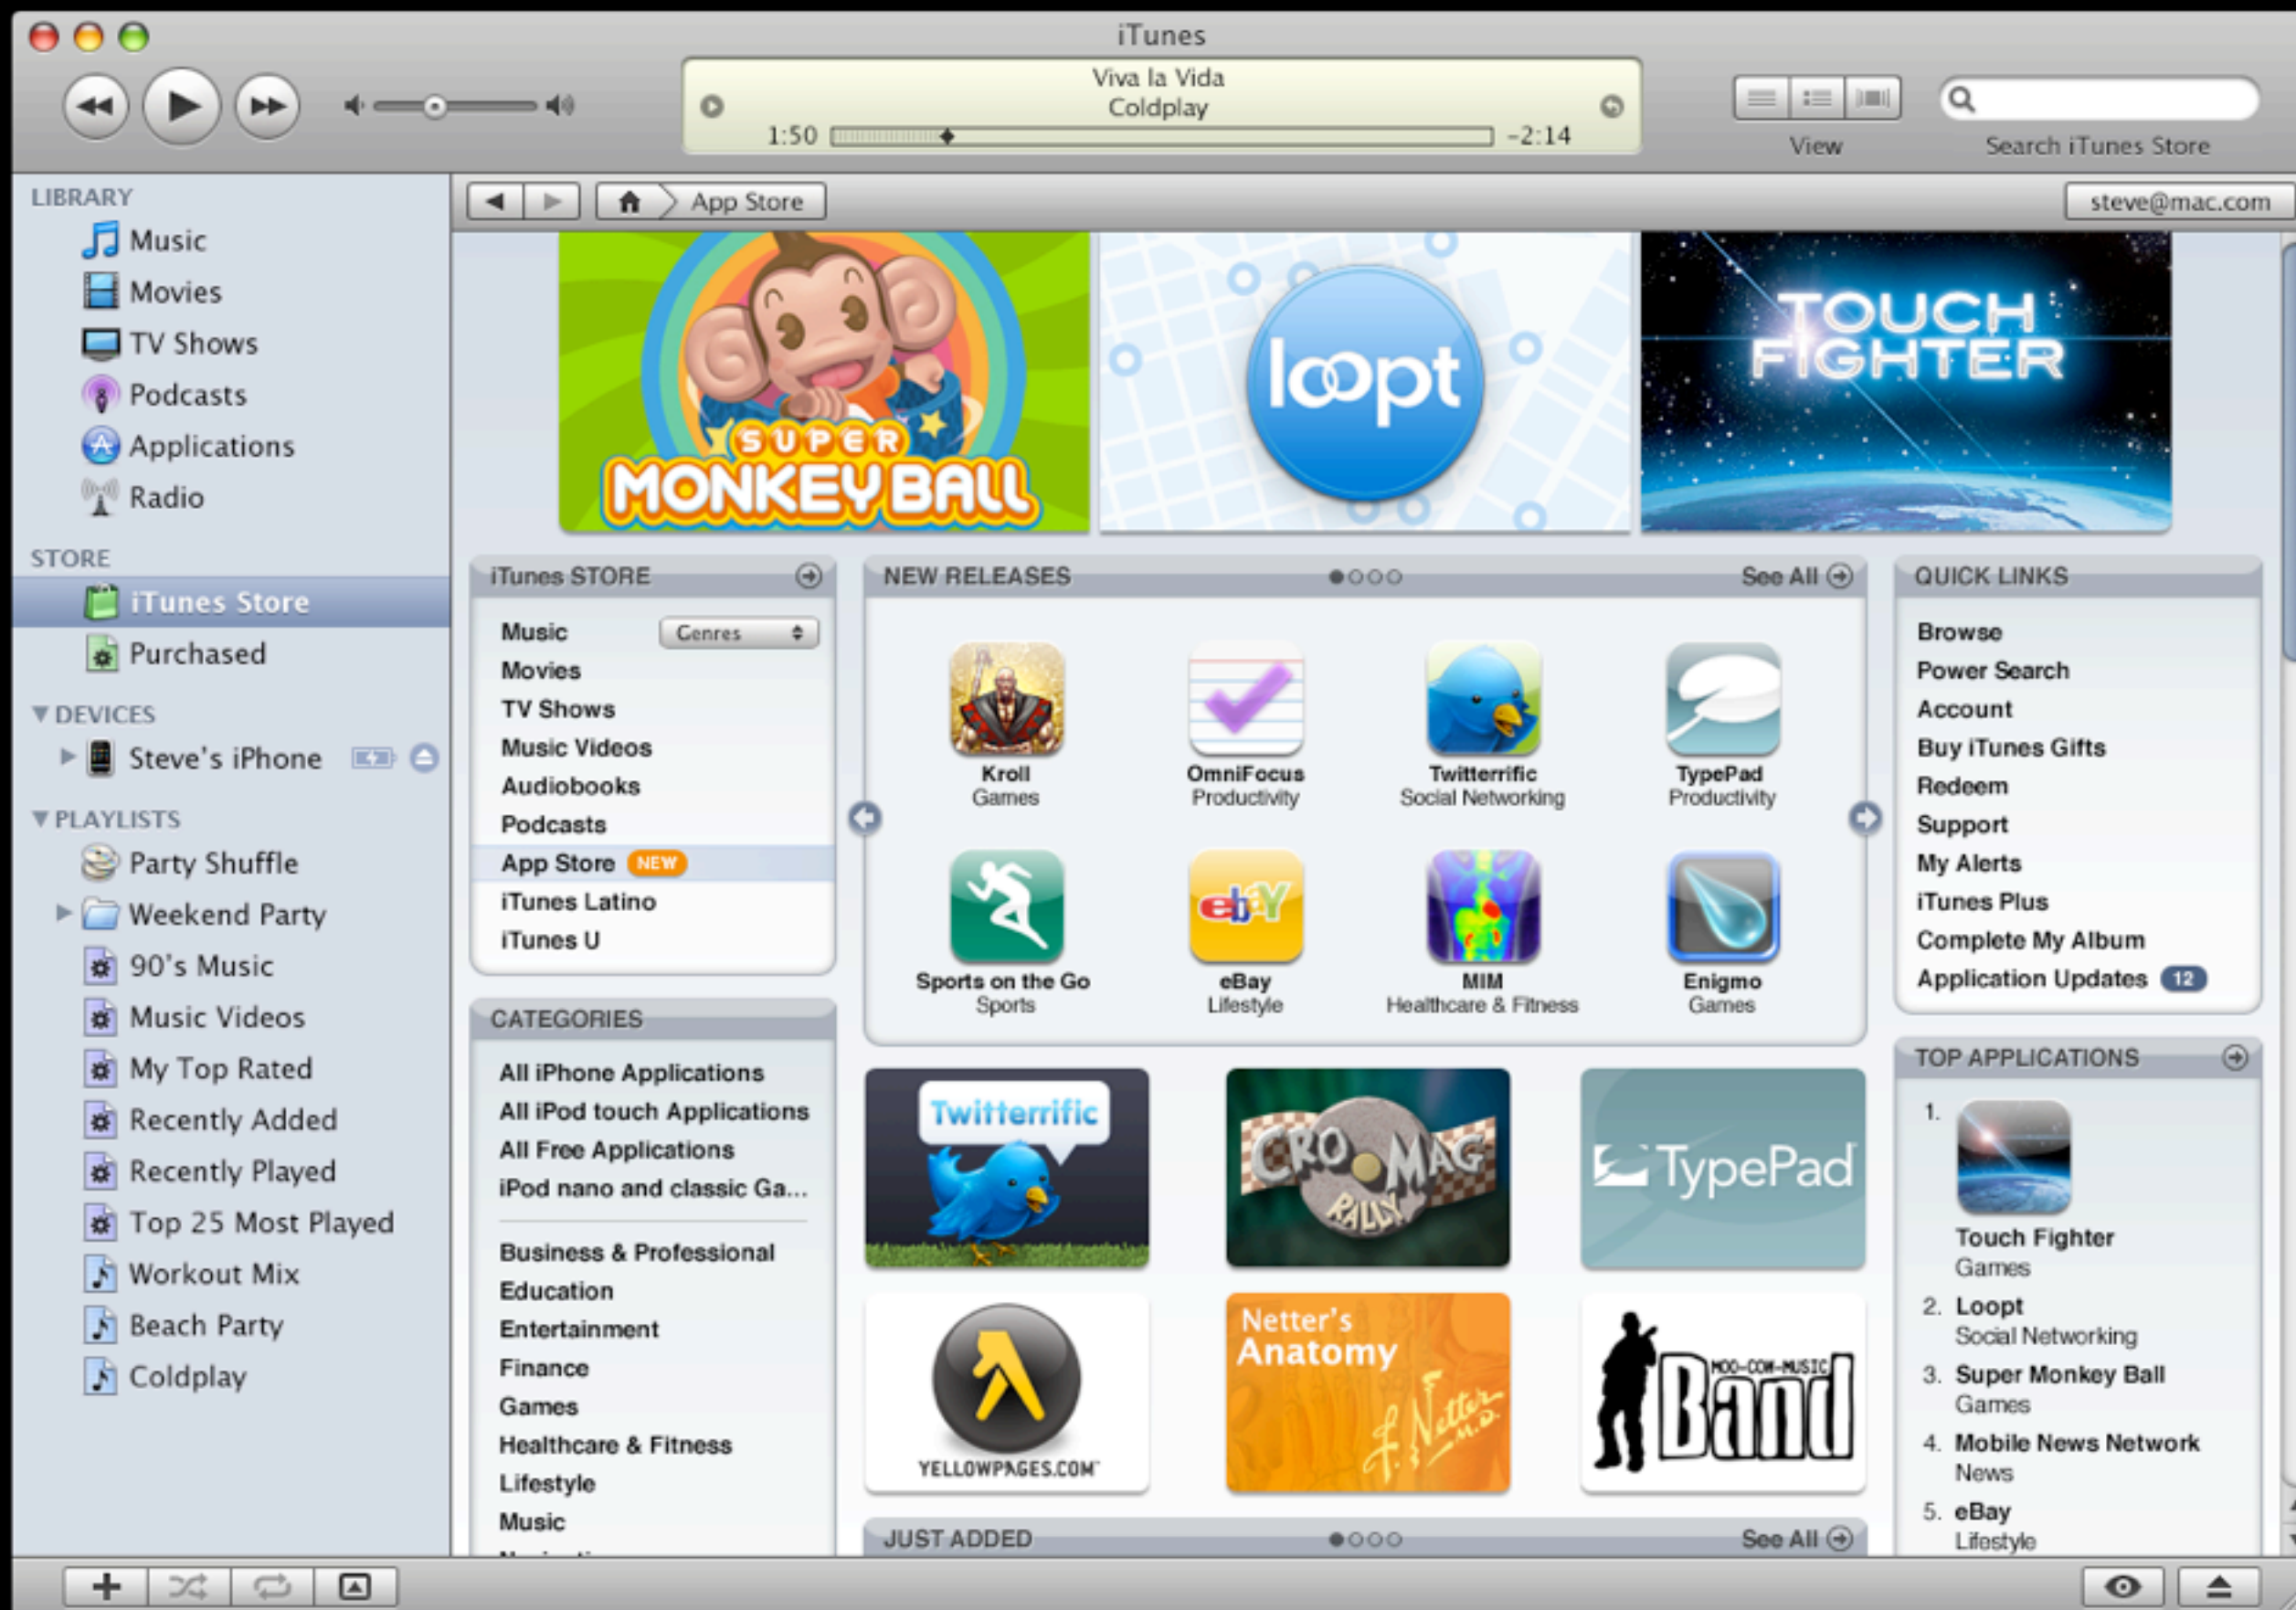 iTunes
Viva la Vida
Coldplay
1:50
-2:14
View
Search iTunes Store
LIBRARY
Music
Movies
TV Shows
Podcasts
Applications
Radio
STORE
iTunes Store
Purchased
DEVICES
Steve's iPhone
PLAYLISTS
Party Shuffle
Weekend Party
90's Music
Music Videos
My Top Rated
Recently Added
Recently Played
Top 25 Most Played
Workout Mix
Beach Party
Coldplay
App Store
steve@mac.com
SUPER
MONKEY BALL
loopt
TOUCH
FIGHTER
iTunes STORE
Music
Genres
Movies
TV Shows
Music Videos
Audiobooks
Podcasts
App Store NEW
iTunes Latino
iTunes U
CATEGORIES
All iPhone Applications
All iPod touch Applications
All Free Applications
iPod nano and classic Ga...
Business & Professional
Education
Entertainment
Finance
Games
Healthcare & Fitness
Lifestyle
Music
NEW RELEASES
See All
Kroll
Games
OmniFocus
Productivity
Twitterrific
Social Networking
TypePad
Productivity
Sports on the Go
Sports
ebaY
eBay
Lifestyle
MIM
Healthcare & Fitness
Enigmo
Games
Twitterrific
CRO MAG
RALLY
TypePad
YELLOWPAGES.COM
Netter's
Anatomy
f. Netter
M.D.
MOO-COW-MUSIC
Band
JUST ADDED
See All
QUICK LINKS
Browse
Power Search
Account
Buy iTunes Gifts
Redeem
Support
My Alerts
iTunes Plus
Complete My Album
Application Updates 12
TOP APPLICATIONS
1.
Touch Fighter
Games
2. Loopt
Social Networking
3. Super Monkey Ball
Games
4. Mobile News Network
News
5. eBay
Lifestyle